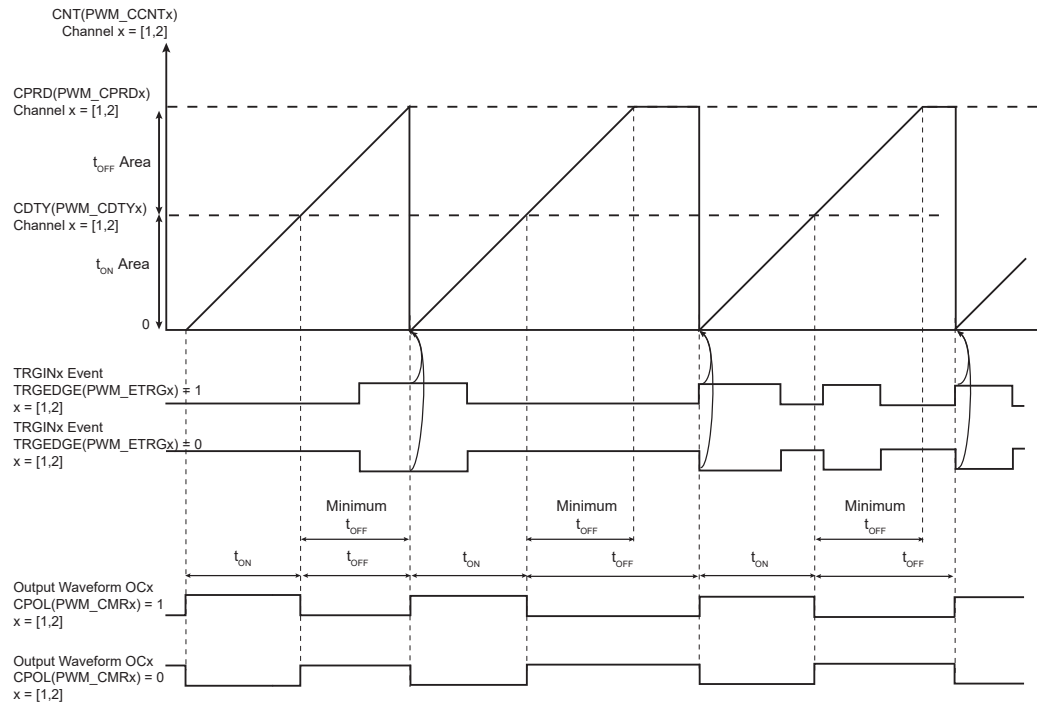 CNT(PWM_CCNTx)
Channel x = [1,2]
CPRD(PWM_CPRDx)
Channel x = [1,2]
tOFF Area
CDTY(PWM_CDTYx)
Channel x = [1,2]
tON Area
0
TRGINx Event
TRGEDGE(PWM_ETRGx) = 1
x = [1,2]
TRGINx Event
TRGEDGE(PWM_ETRGx) = 0
x = [1,2]
Minimum
tOFF
Minimum
tOFF
Minimum
tOFF
tON
tOFF
tON
tOFF
tON
tOFF
Output Waveform OCx
CPOL(PWM_CMRx) = 1
x = [1,2]
Output Waveform OCx
CPOL(PWM_CMRx) = 0
x = [1,2]